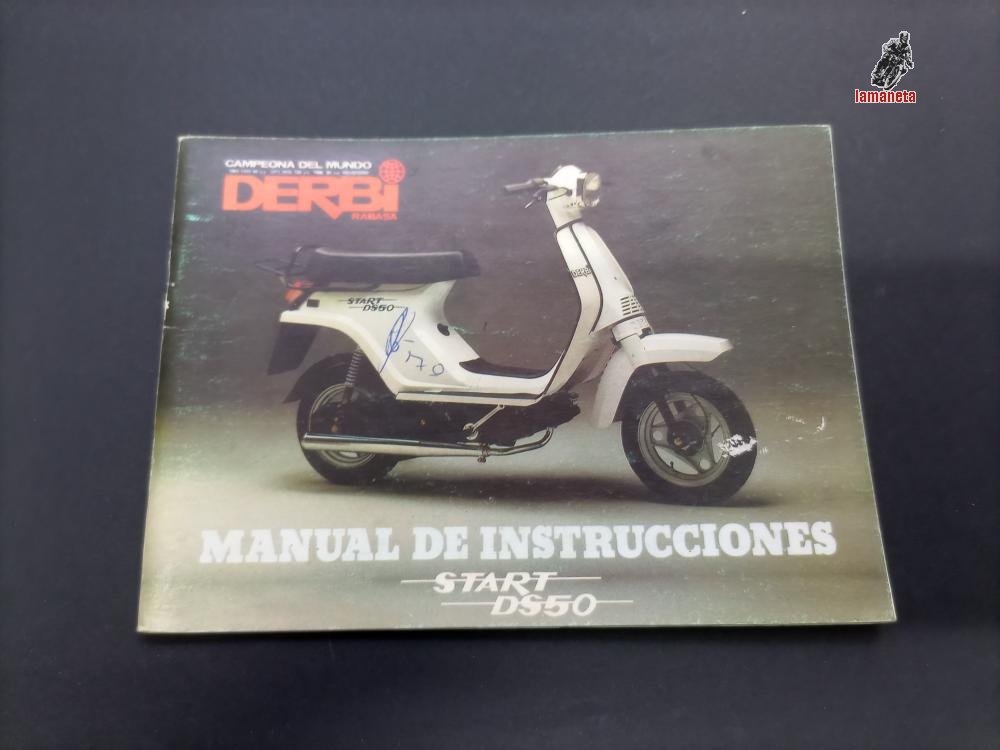 lamaneta
CAMPEONA DEL MUNDO
DERBi
RABASA
DERBi
START
DS50
MANUAL DE INSTRUCCIONES
START
DS50